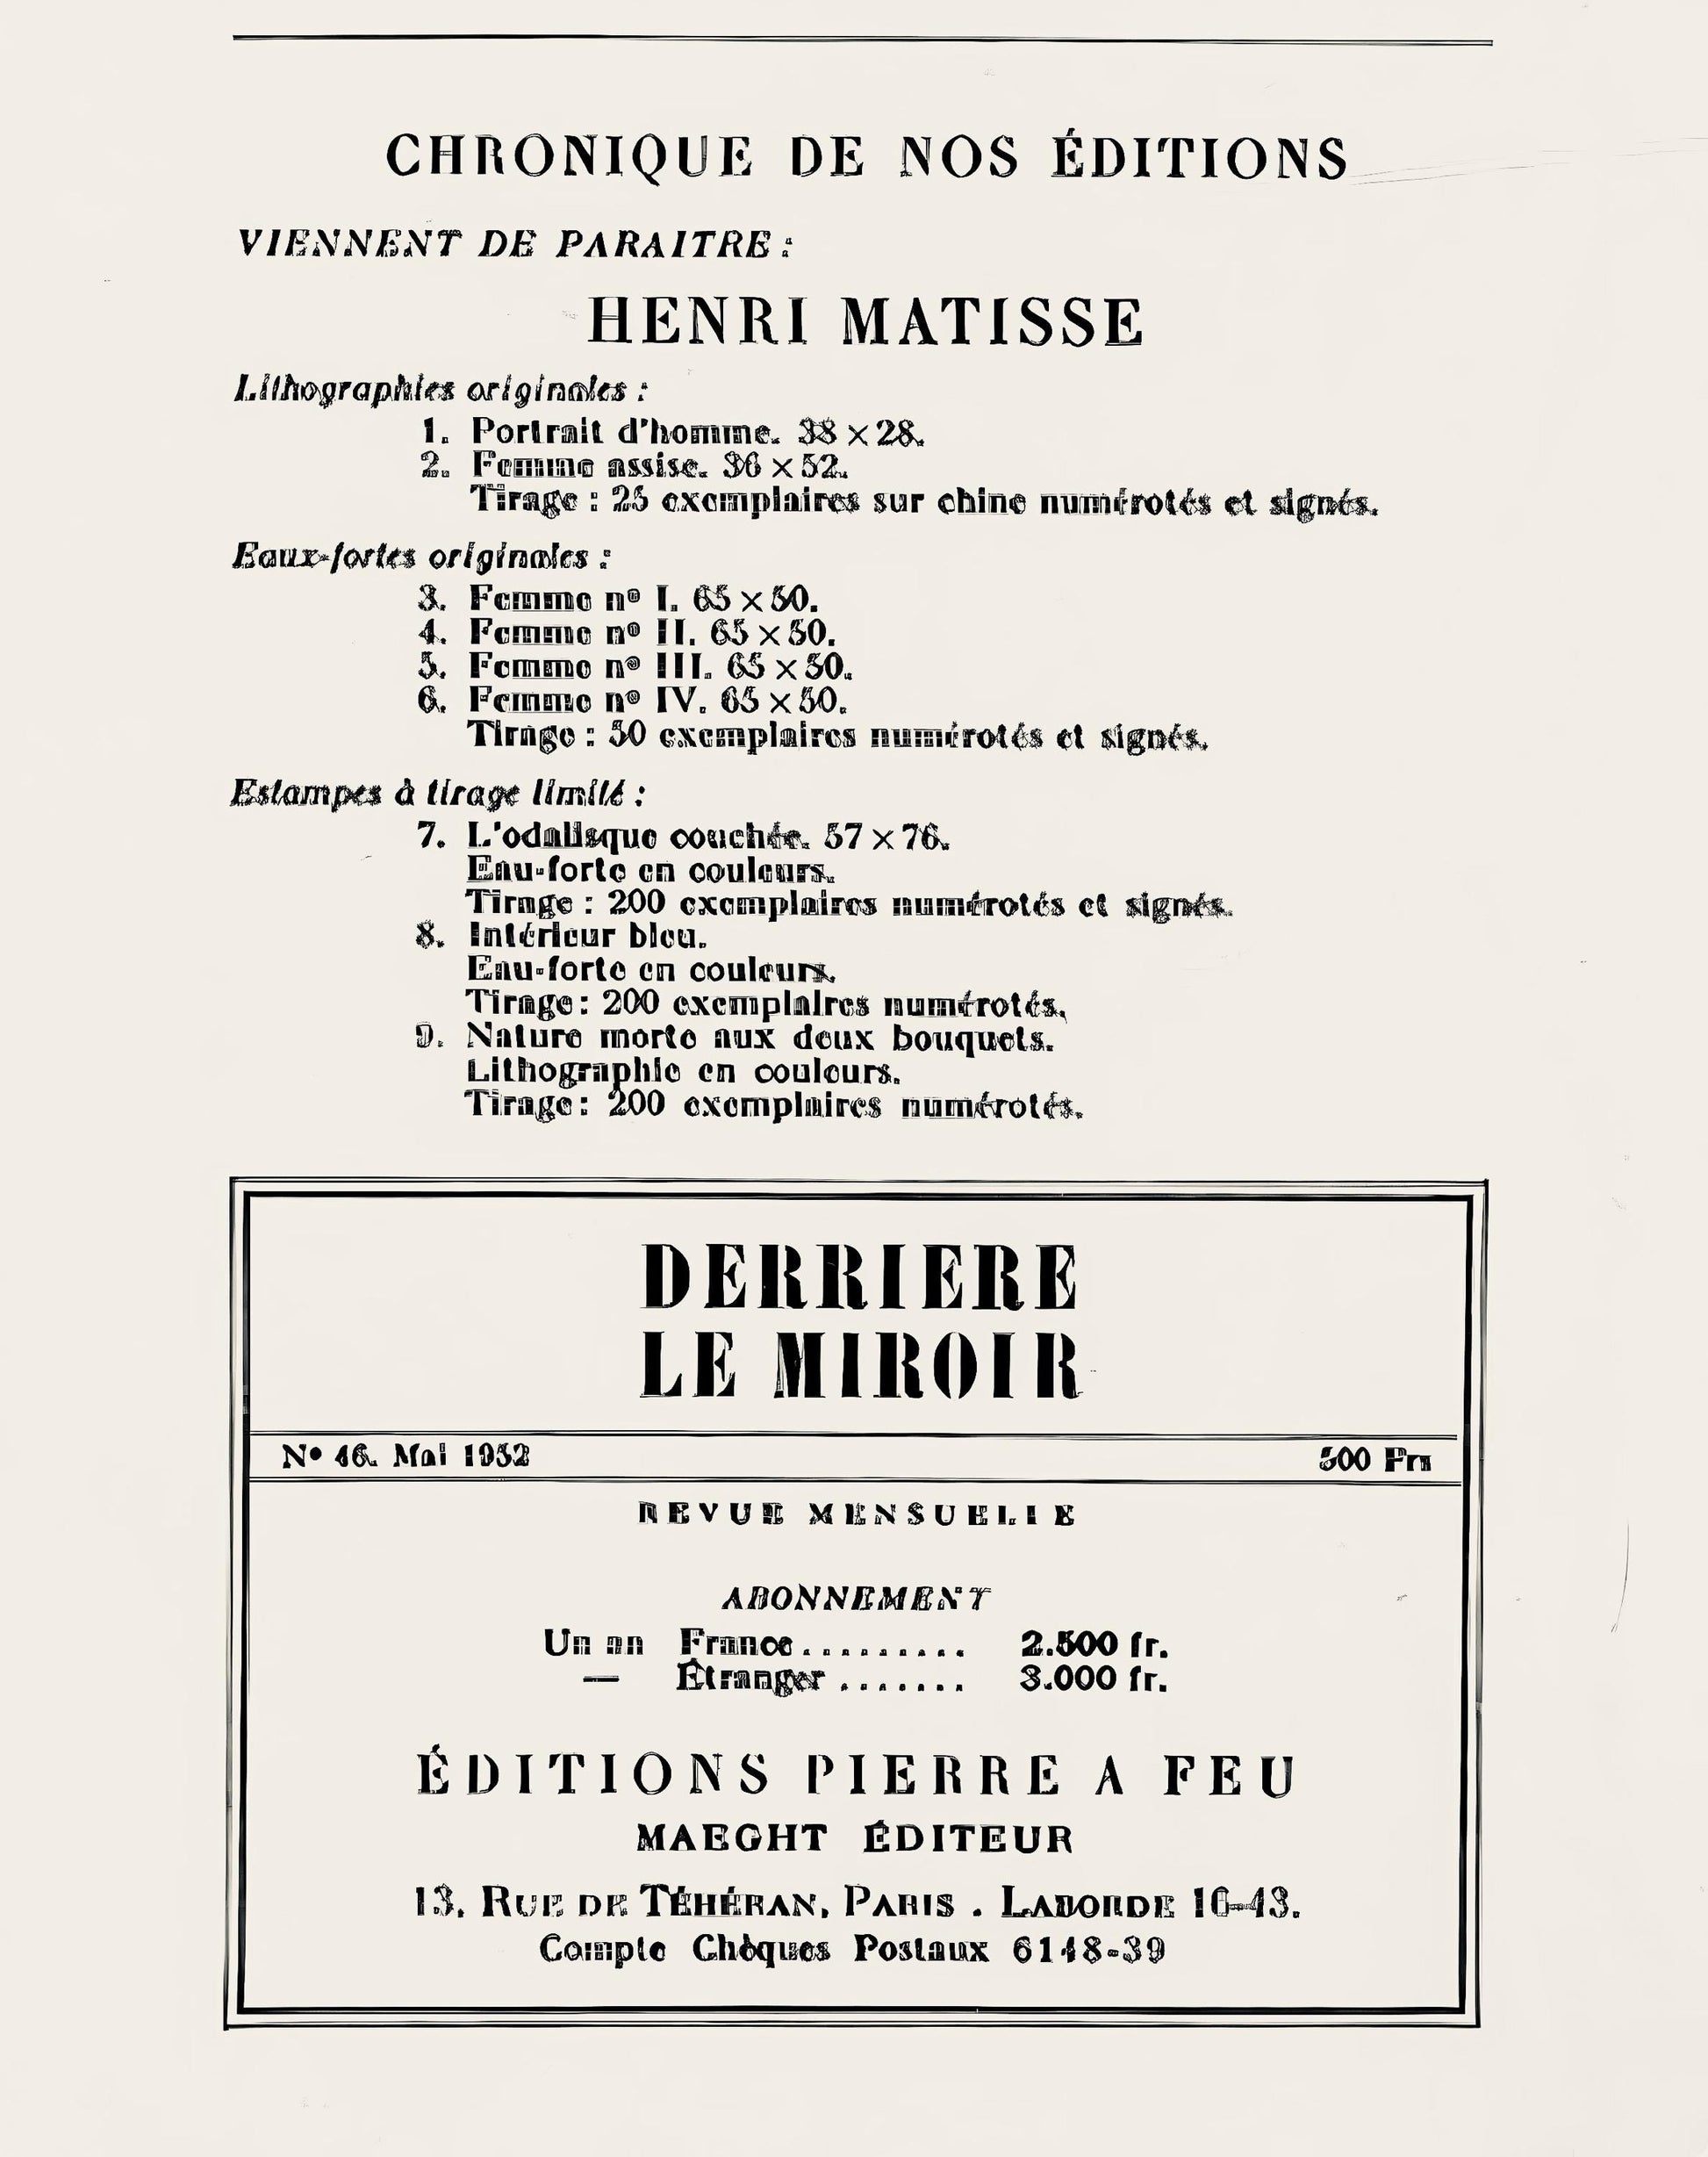 CHRONIQUE DE NOS ÉDITIONS
VIENNENT DE PARAITRE :
HENRI MATISSE
Lithographies originales :
1. Portrait d'homme. 38 × 28.
2. Femme assise. 36 × 52.
Tirage : 25 exemplaires sur chine numérotés et signés.
Eaux-fortes originales :
3. Femme nº I. 65 × 50.
4. Femme nº II. 65 × 50.
5. Femme nº III. 65 × 50.
6. Femme nº IV. 65 × 50.
Tirage : 50 exemplaires numérotés et signés.
Estampes à tirage limité :
7. L'odalisque couchée. 57 × 76.
Eau-forte en couleurs.
Tirage : 200 exemplaires numérotés et signés.
8. Intérieur bleu.
Eau-forte en couleurs.
Tirage : 200 exemplaires numérotés.
9. Nature morte aux deux bouquets.
Lithographie en couleurs.
Tirage : 200 exemplaires numérotés.
DERRIERE
LE MIROIR
Nº 46. Mai 1952
500 Frs
REVUE MENSUELLE
ABONNEMENT
Un an France......... 2.500 fr.
— Étranger ....... 3.000 fr.
ÉDITIONS PIERRE A FEU
MAEGHT ÉDITEUR
13, RUE DE TÉHÉRAN, PARIS . LABORDE 16-43.
Compte Chèques Postaux 6148-39